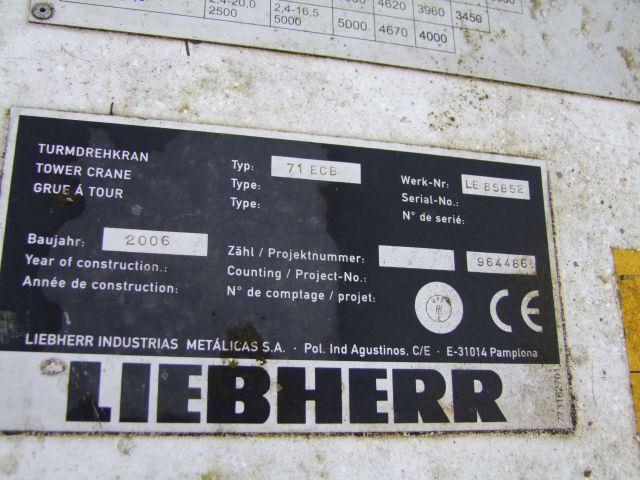 2,4-20.0 4620 3960
2500 2,4-16.5 3450
5000 5000 4670 4000
TURMDREHKRAN
TOWER CRANE
GRUE Á TOUR
Typ: 71 ECB
Type:
Type:
Werk-Nr: LE 85852
Serial-No.:
N° de serié:
Baujahr: 2006
Year of construction.:
Année de construction:
Zähl / Projektnummer: 964486
Counting / Project-No.:
N° de comptage / projet:
CE
LIEBHERR INDUSTRIAS METÁLICAS S.A. · Pol. Ind Agustinos, C/E · E-31014 Pamplona
LIEBHERR